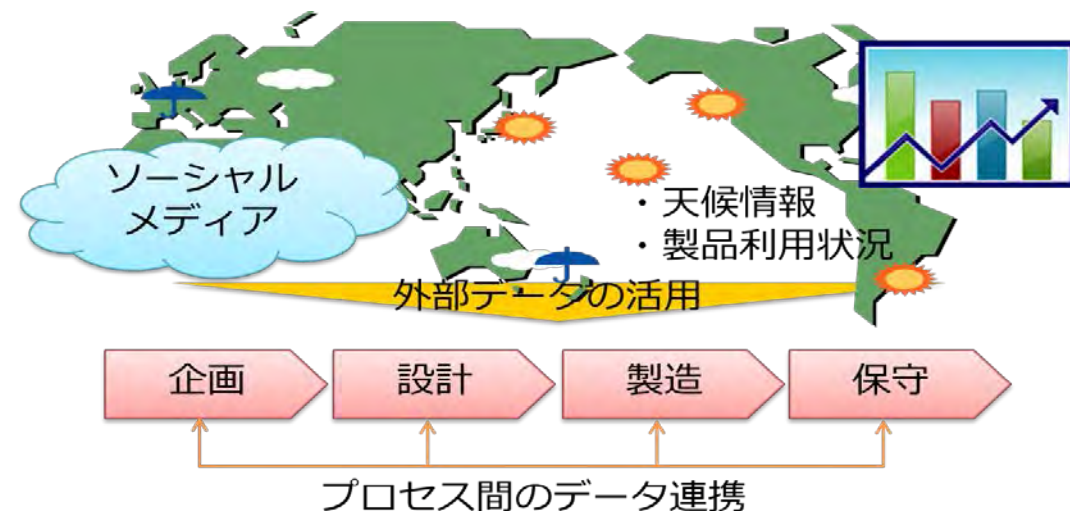 ソーシャル
メディア
・天候情報
・製品利用状況
外部データの活用
企画
設計
製造
保守
プロセス間のデータ連携